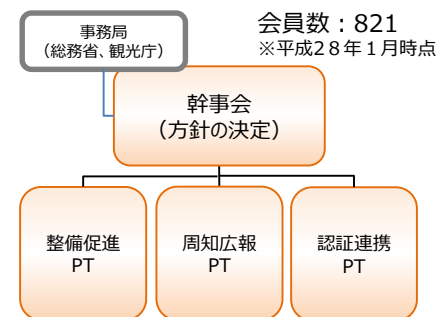 事務局
（総務省、観光庁）
会員数：821
※平成28年1月時点
幹事会
（方針の決定）
整備促進
PT
周知広報
PT
認証連携
PT